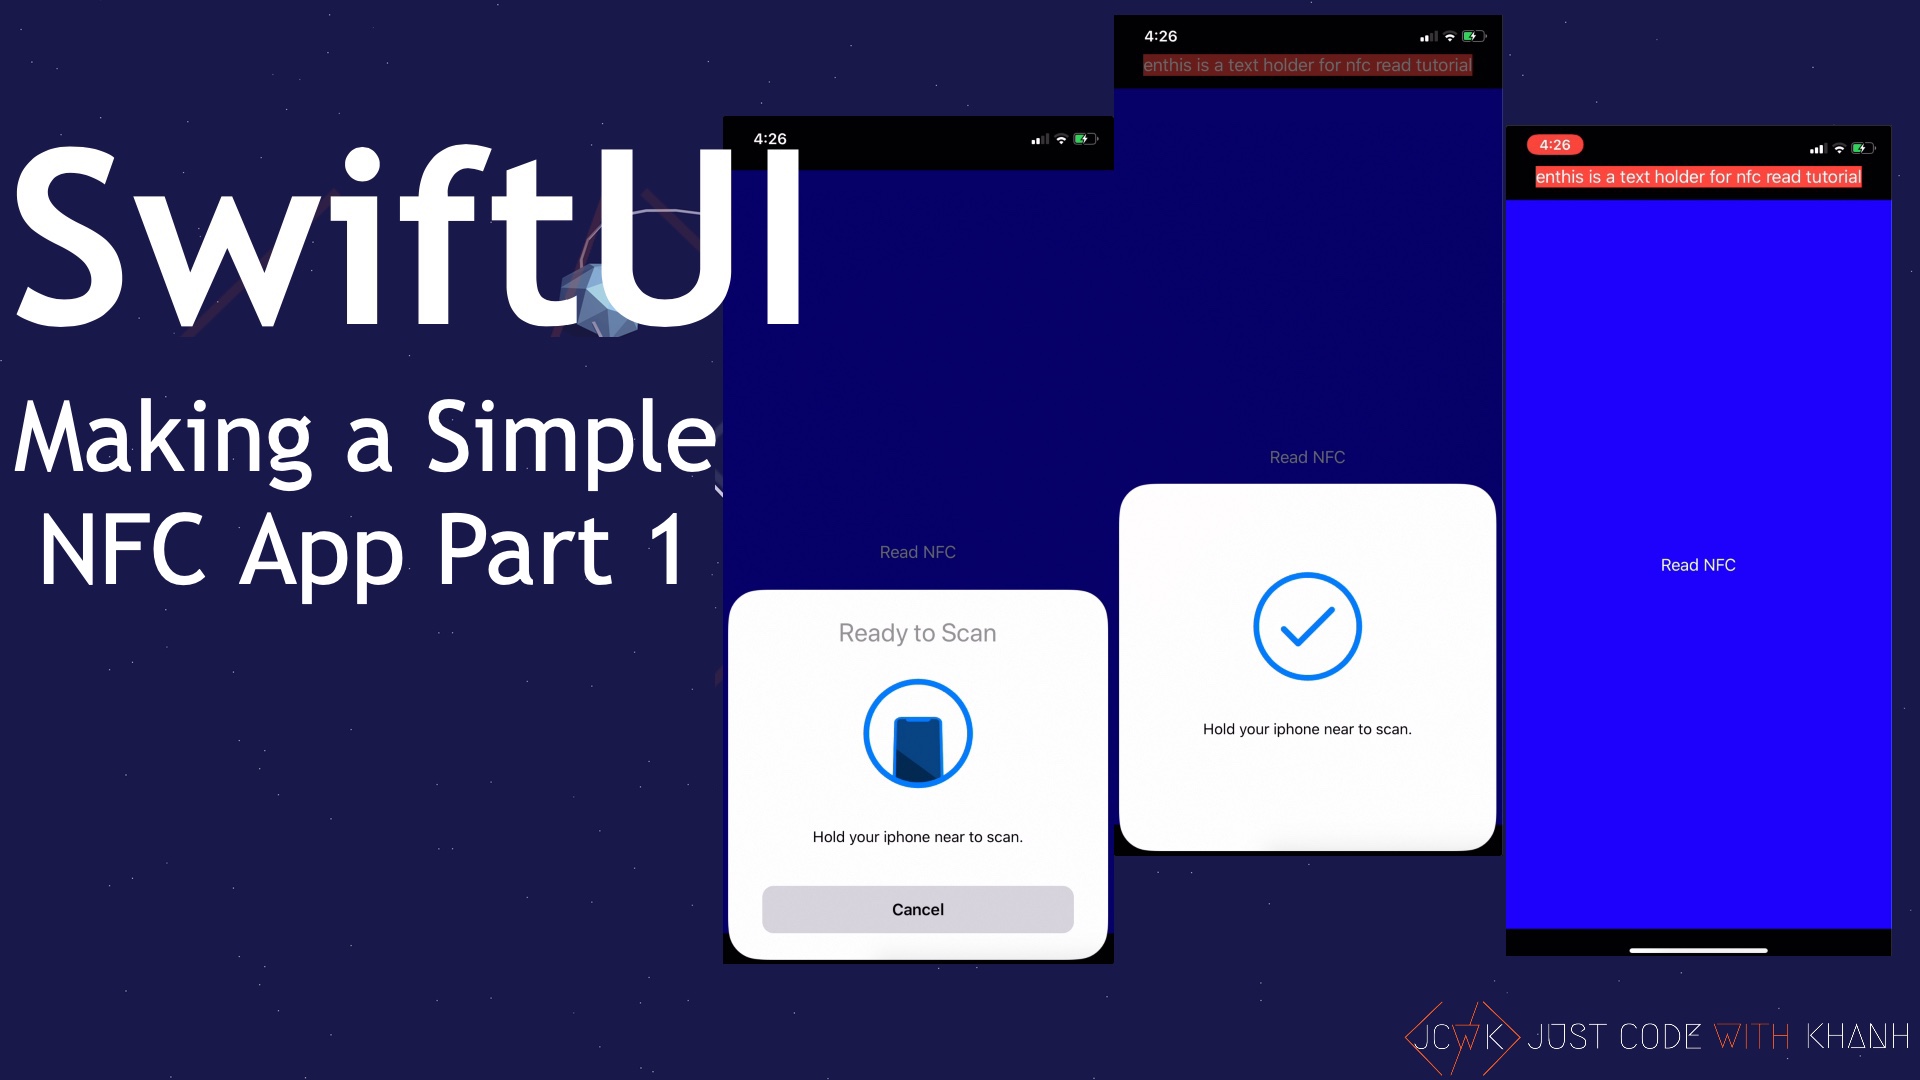 SwiftUI
Making a Simple
NFC App Part 1
4:26
Read NFC
Ready to Scan
Hold your iphone near to scan.
Cancel
4:26
enthis is a text holder for nfc read tutorial
Read NFC
Hold your iphone near to scan.
4:26
enthis is a text holder for nfc read tutorial
Read NFC
JCWK JUST CODE WITH KHANH